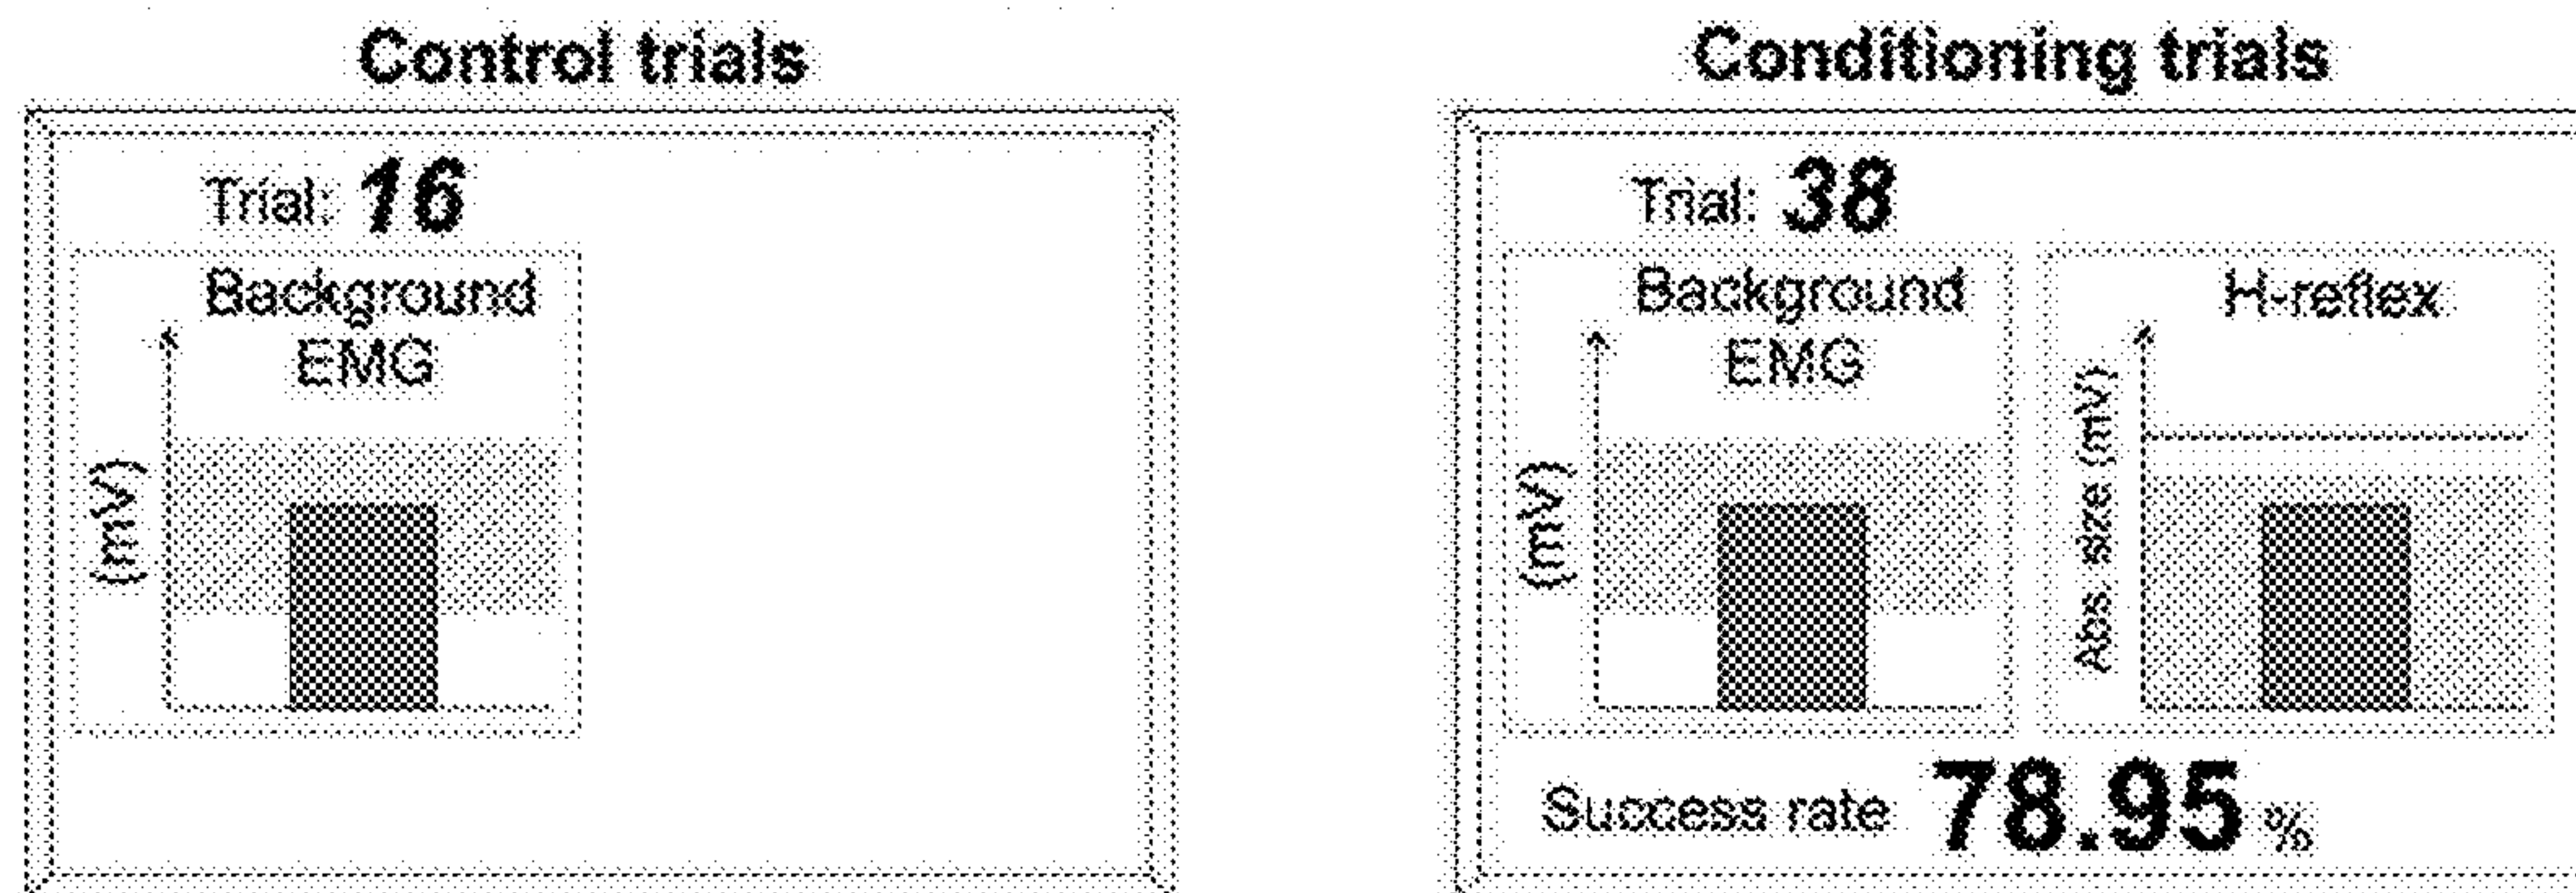 Control trials
Trial: 16
Background
EMG
(mV)
Conditioning trials
Trial: 38
Background
EMG
(mV)
H-reflex
Abs. size (mV)
Success rate 78.95 %